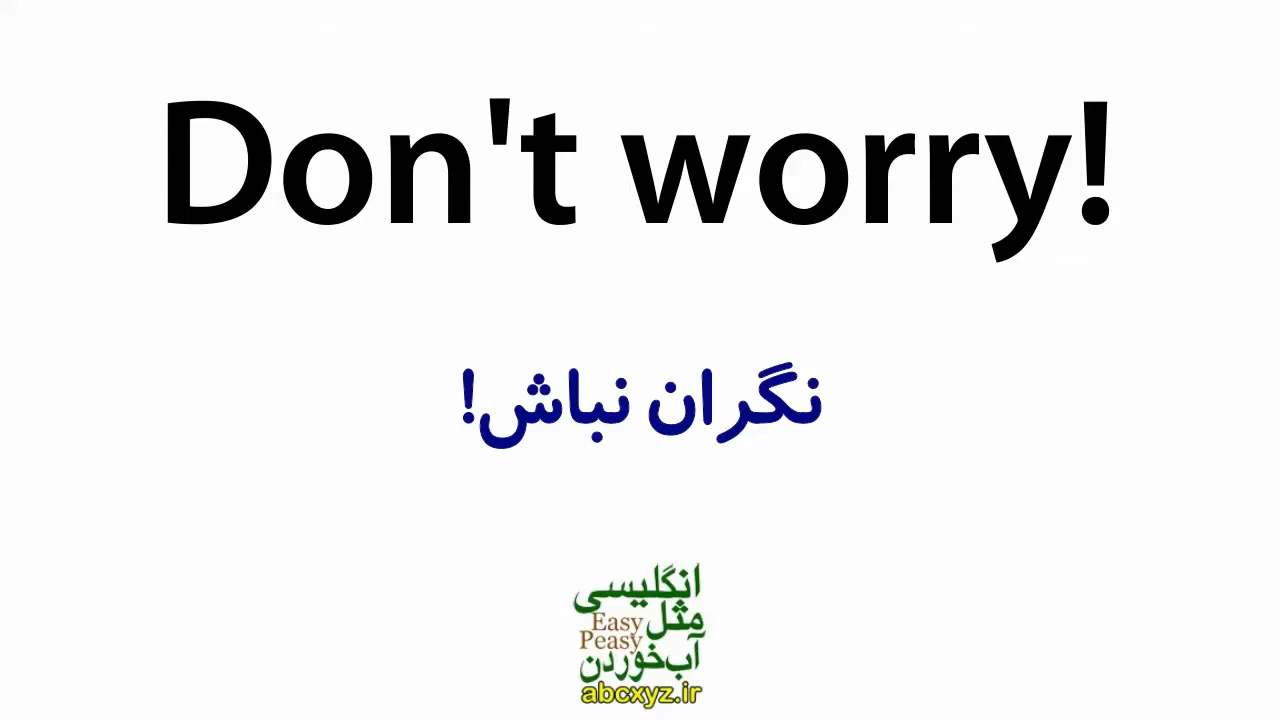 Don't worry!
نگران نباش!
انگلیسی
مثل
Easy
Peasy
آب‌خوردن
abcxyz.ir